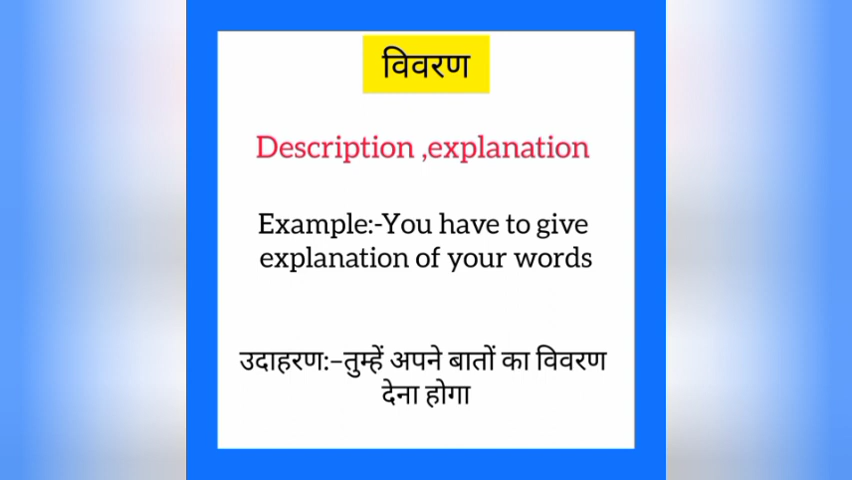 विवरण
Description ,explanation
Example:-You have to give
explanation of your words
उदाहरण:–तुम्हें अपने बातों का विवरण
देना होगा